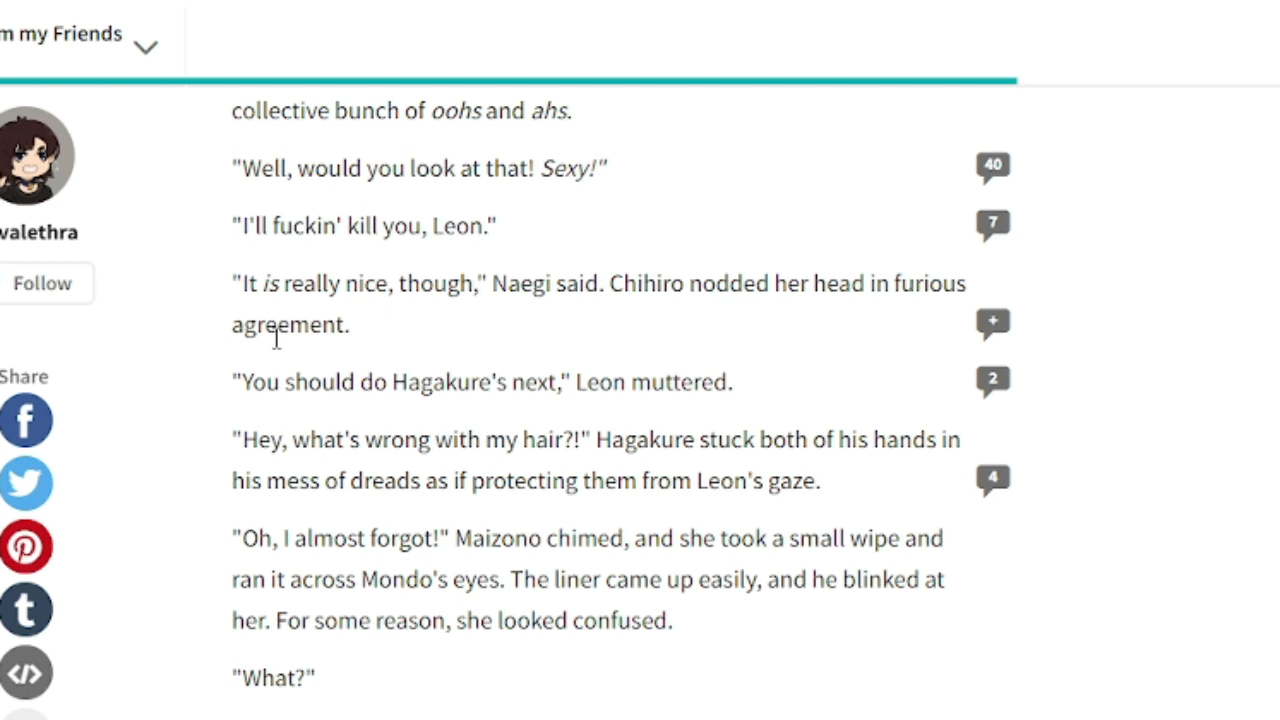 m my Friends
collective bunch of oohs and ahs.
"Well, would you look at that! Sexy!"
40
"I'll fuckin' kill you, Leon."
7
valethra
Follow
"It is really nice, though," Naegi said. Chihiro nodded her head in furious
agreement.
+
Share
"You should do Hagakure's next," Leon muttered.
2
"Hey, what's wrong with my hair?!" Hagakure stuck both of his hands in
his mess of dreads as if protecting them from Leon's gaze.
4
"Oh, I almost forgot!" Maizono chimed, and she took a small wipe and
ran it across Mondo's eyes. The liner came up easily, and he blinked at
her. For some reason, she looked confused.
"What?"